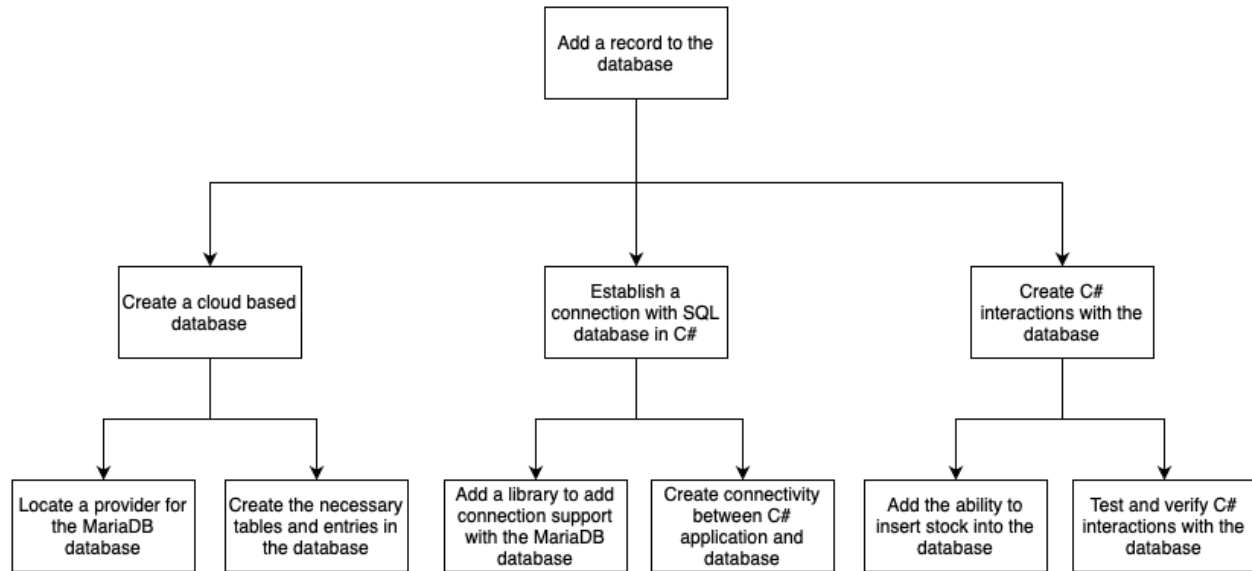 Add a record to the
database
Create a cloud based
database
Establish a
connection with SQL
database in C#
Create C#
interactions with the
database
Locate a provider for
the MariaDB
database
Create the necessary
tables and entries in
the database
Add a library to add
connection support
with the MariaDB
database
Create connectivity
between C#
application and
database
Add the ability to
insert stock into the
database
Test and verify C#
interactions with the
database